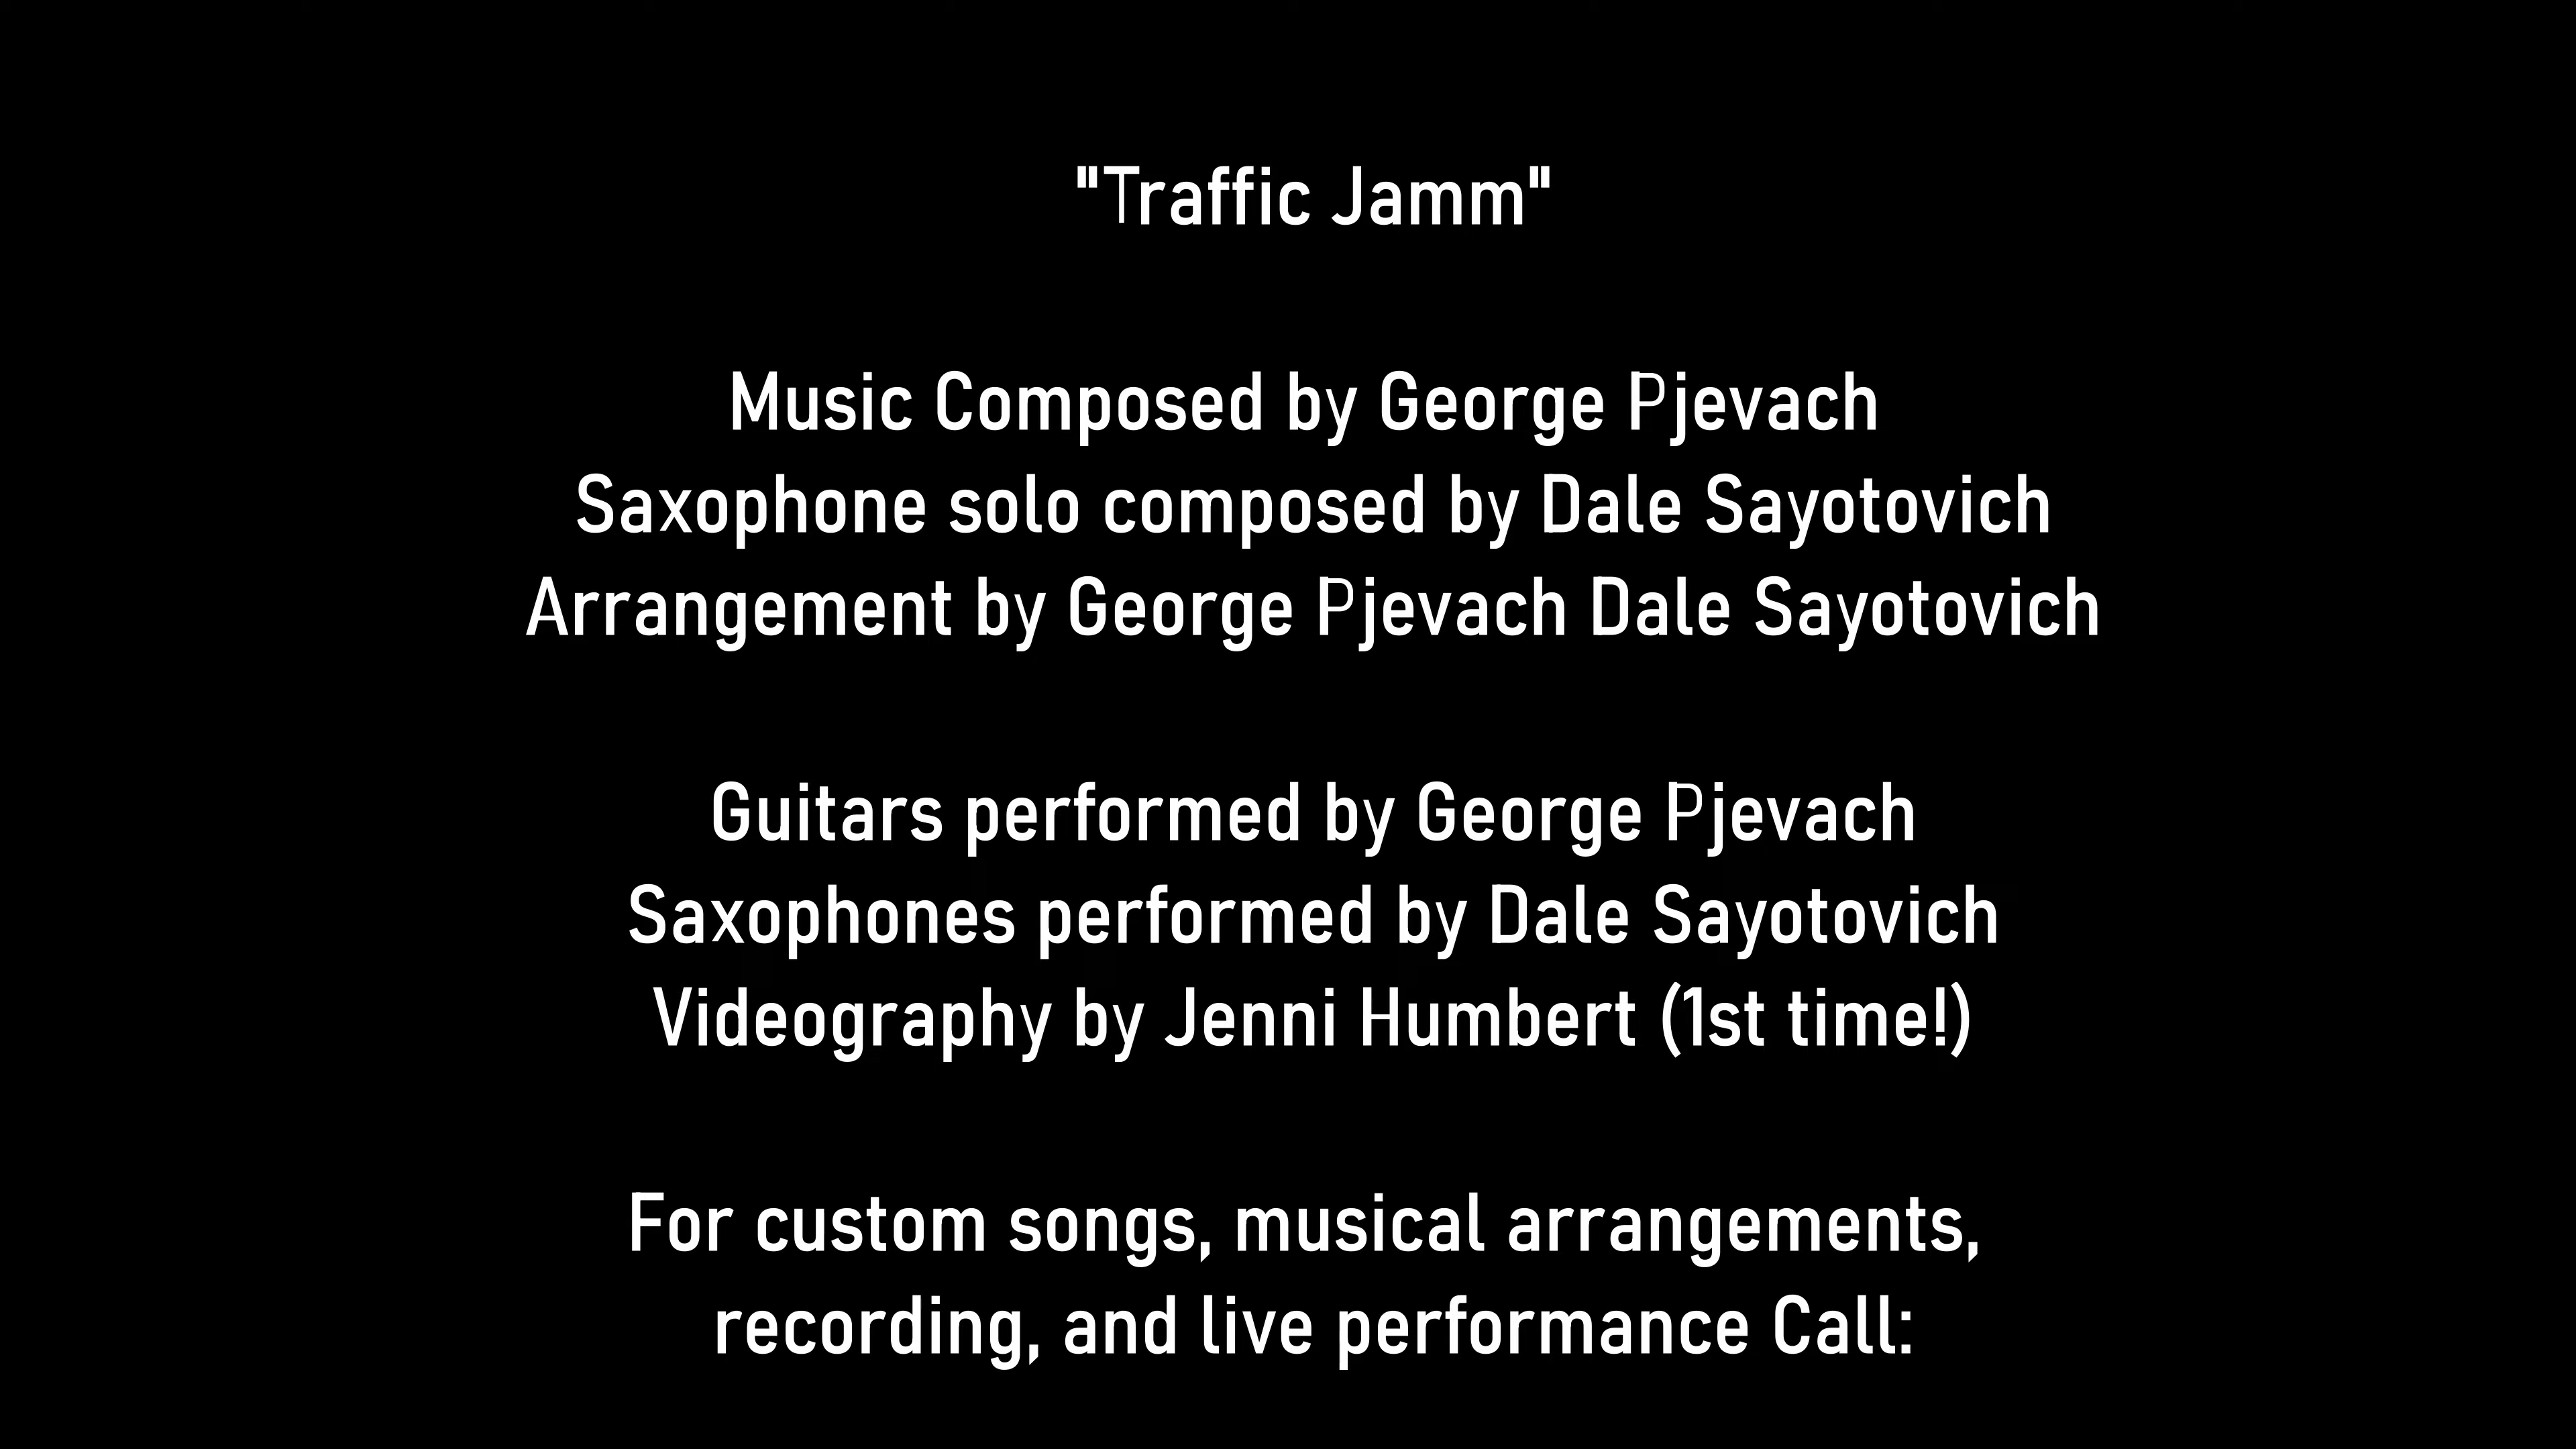 "Traffic Jamm"
Music Composed by George Pjevach
Saxophone solo composed by Dale Sayotovich
Arrangement by George Pjevach Dale Sayotovich
Guitars performed by George Pjevach
Saxophones performed by Dale Sayotovich
Videography by Jenni Humbert (1st time!)
For custom songs, musical arrangements,
recording, and live performance Call: